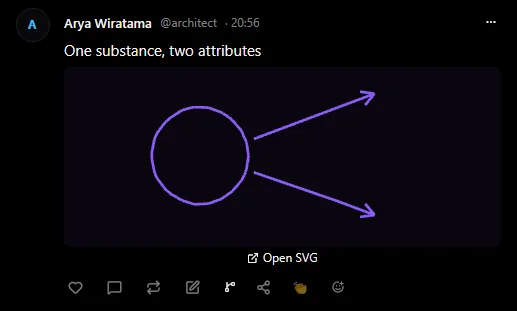 A
Arya Wiratama @architect · 20:56
One substance, two attributes
Open SVG